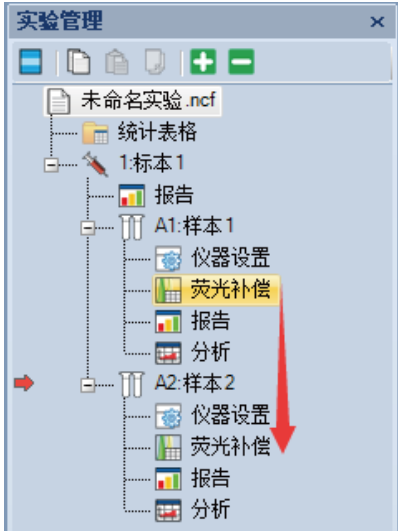 实验管理
未命名实验.ncf
统计表格
1:标本1
报告
A1:样本1
仪器设置
荧光补偿
报告
分析
A2:样本2
仪器设置
荧光补偿
报告
分析